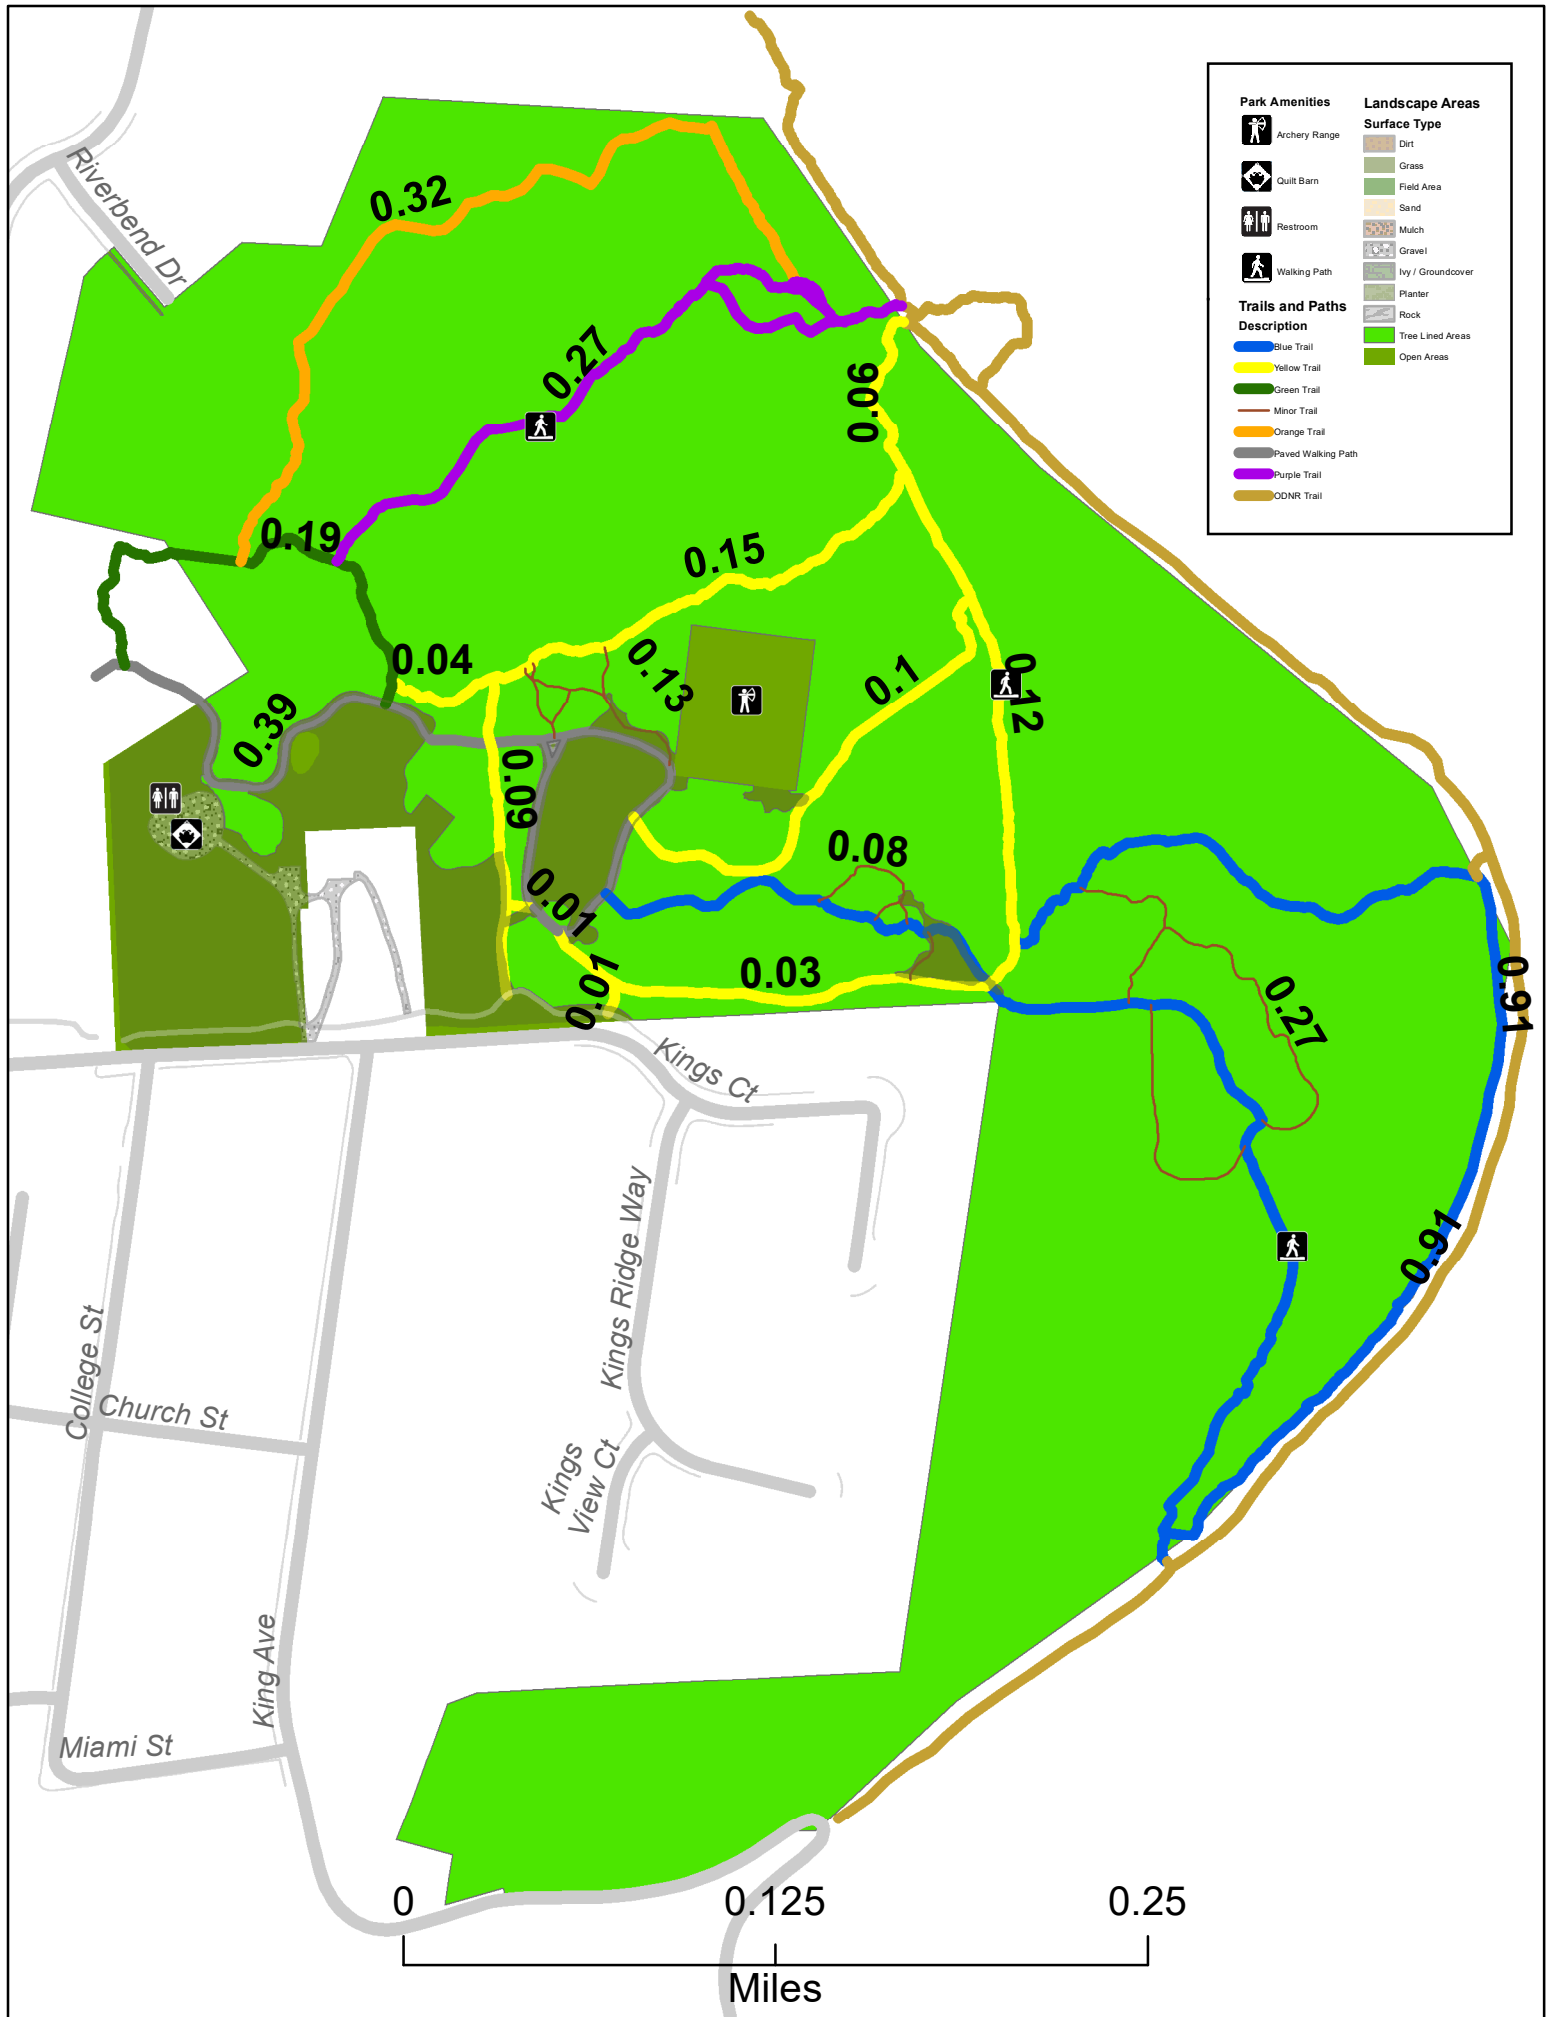 Park Amenities
Archery Range
Quilt Barn
Restroom
Walking Path
Trails and Paths
Description
Blue Trail
Yellow Trail
Green Trail
Minor Trail
Orange Trail
Paved Walking Path
Purple Trail
ODNR Trail
Landscape Areas
Surface Type
Dirt
Grass
Field Area
Sand
Mulch
Gravel
Ivy / Groundcover
Planter
Rock
Tree Lined Areas
Open Areas
Riverbend Dr
0.32
0.27
0.06
0.19
0.15
0.04
0.13
0.1
0.12
0.39
0.09
0.08
0.01
0.01
0.03
0.27
0.91
0.91
Kings Ct
Kings Ridge Way
College St
Church St
Kings
View Ct
King Ave
Miami St
0
0.125
0.25
Miles